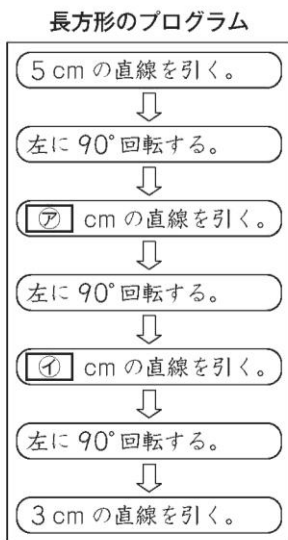 長方形のプログラム
5 cm の直線を引く。
⇩
左に 90°回転する。
⇩
㋐ cm の直線を引く。
⇩
左に 90°回転する。
⇩
㋑ cm の直線を引く。
⇩
左に 90°回転する。
⇩
3 cm の直線を引く。